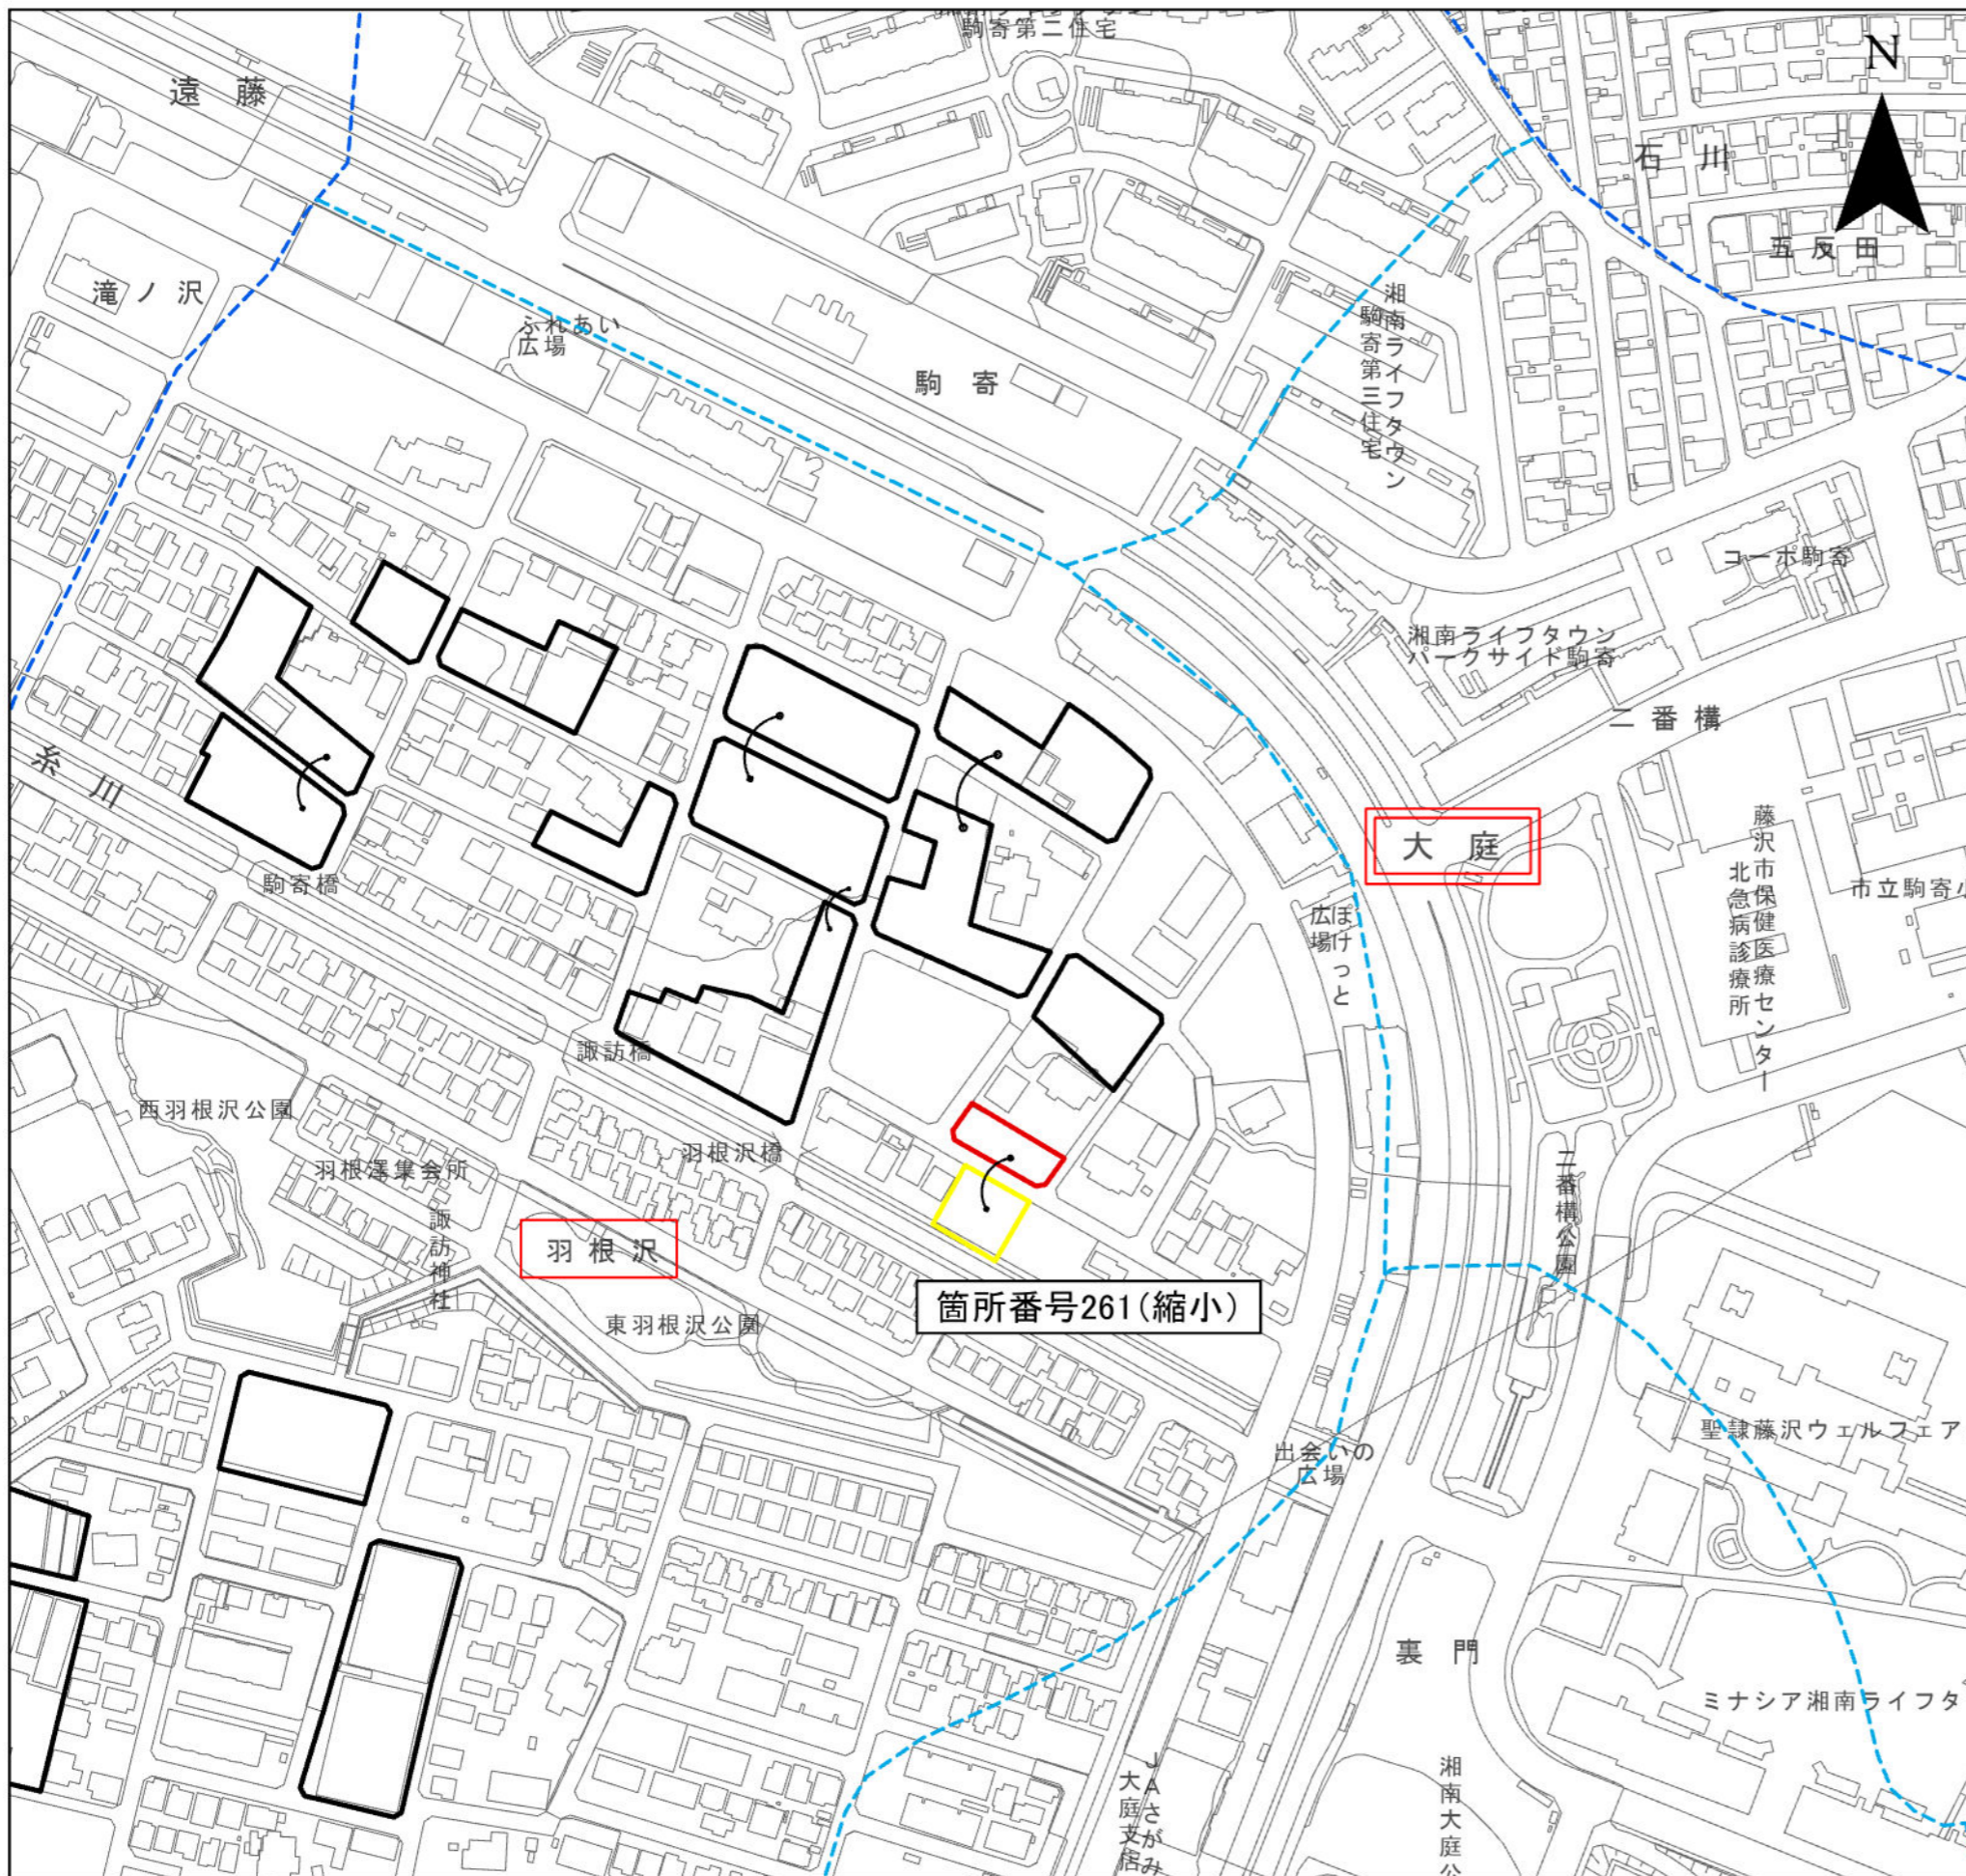 駒寄第二住宅
N
遠藤
石川
五反田
滝ノ沢
ふれあい
広場
駒寄
湘南ライフタウン
駒寄第三住宅
コーポ駒寄
湘南ライフタウン
パークサイド駒寄
二番構
糸川
大庭
藤沢市保健医療センター
北急病診療所
市立駒寄小
駒寄橋
ぽけっと
広場
諏訪橋
西羽根沢公園
羽根沢橋
羽根澤集会所
諏訪神社
二番構公園
羽根沢
箇所番号261(縮小)
東羽根沢公園
聖隷藤沢ウェルフェア
出会いの
広場
裏門
ミナシア湘南ライフタ
JAさがみ
大庭支店
湘南大庭公